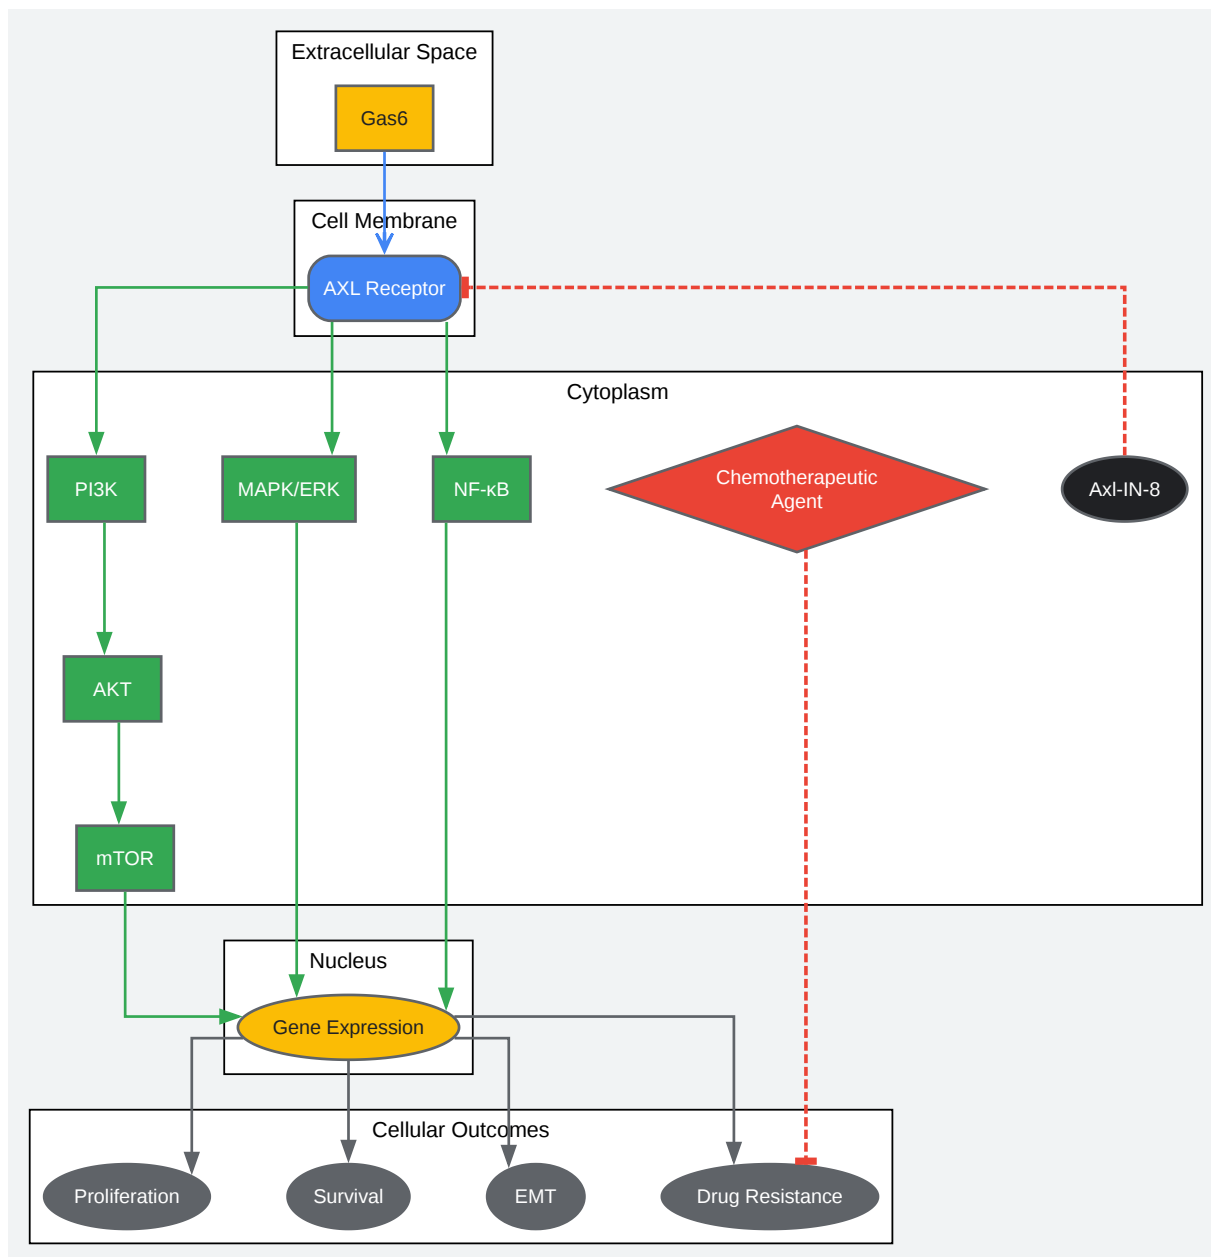 Extracellular Space
Gas6
Cell Membrane
AXL Receptor
Cytoplasm
PI3K
MAPK/ERK
NF-κB
Chemotherapeutic
Agent
Axl-IN-8
AKT
mTOR
Nucleus
Gene Expression
Cellular Outcomes
Proliferation
Survival
EMT
Drug Resistance